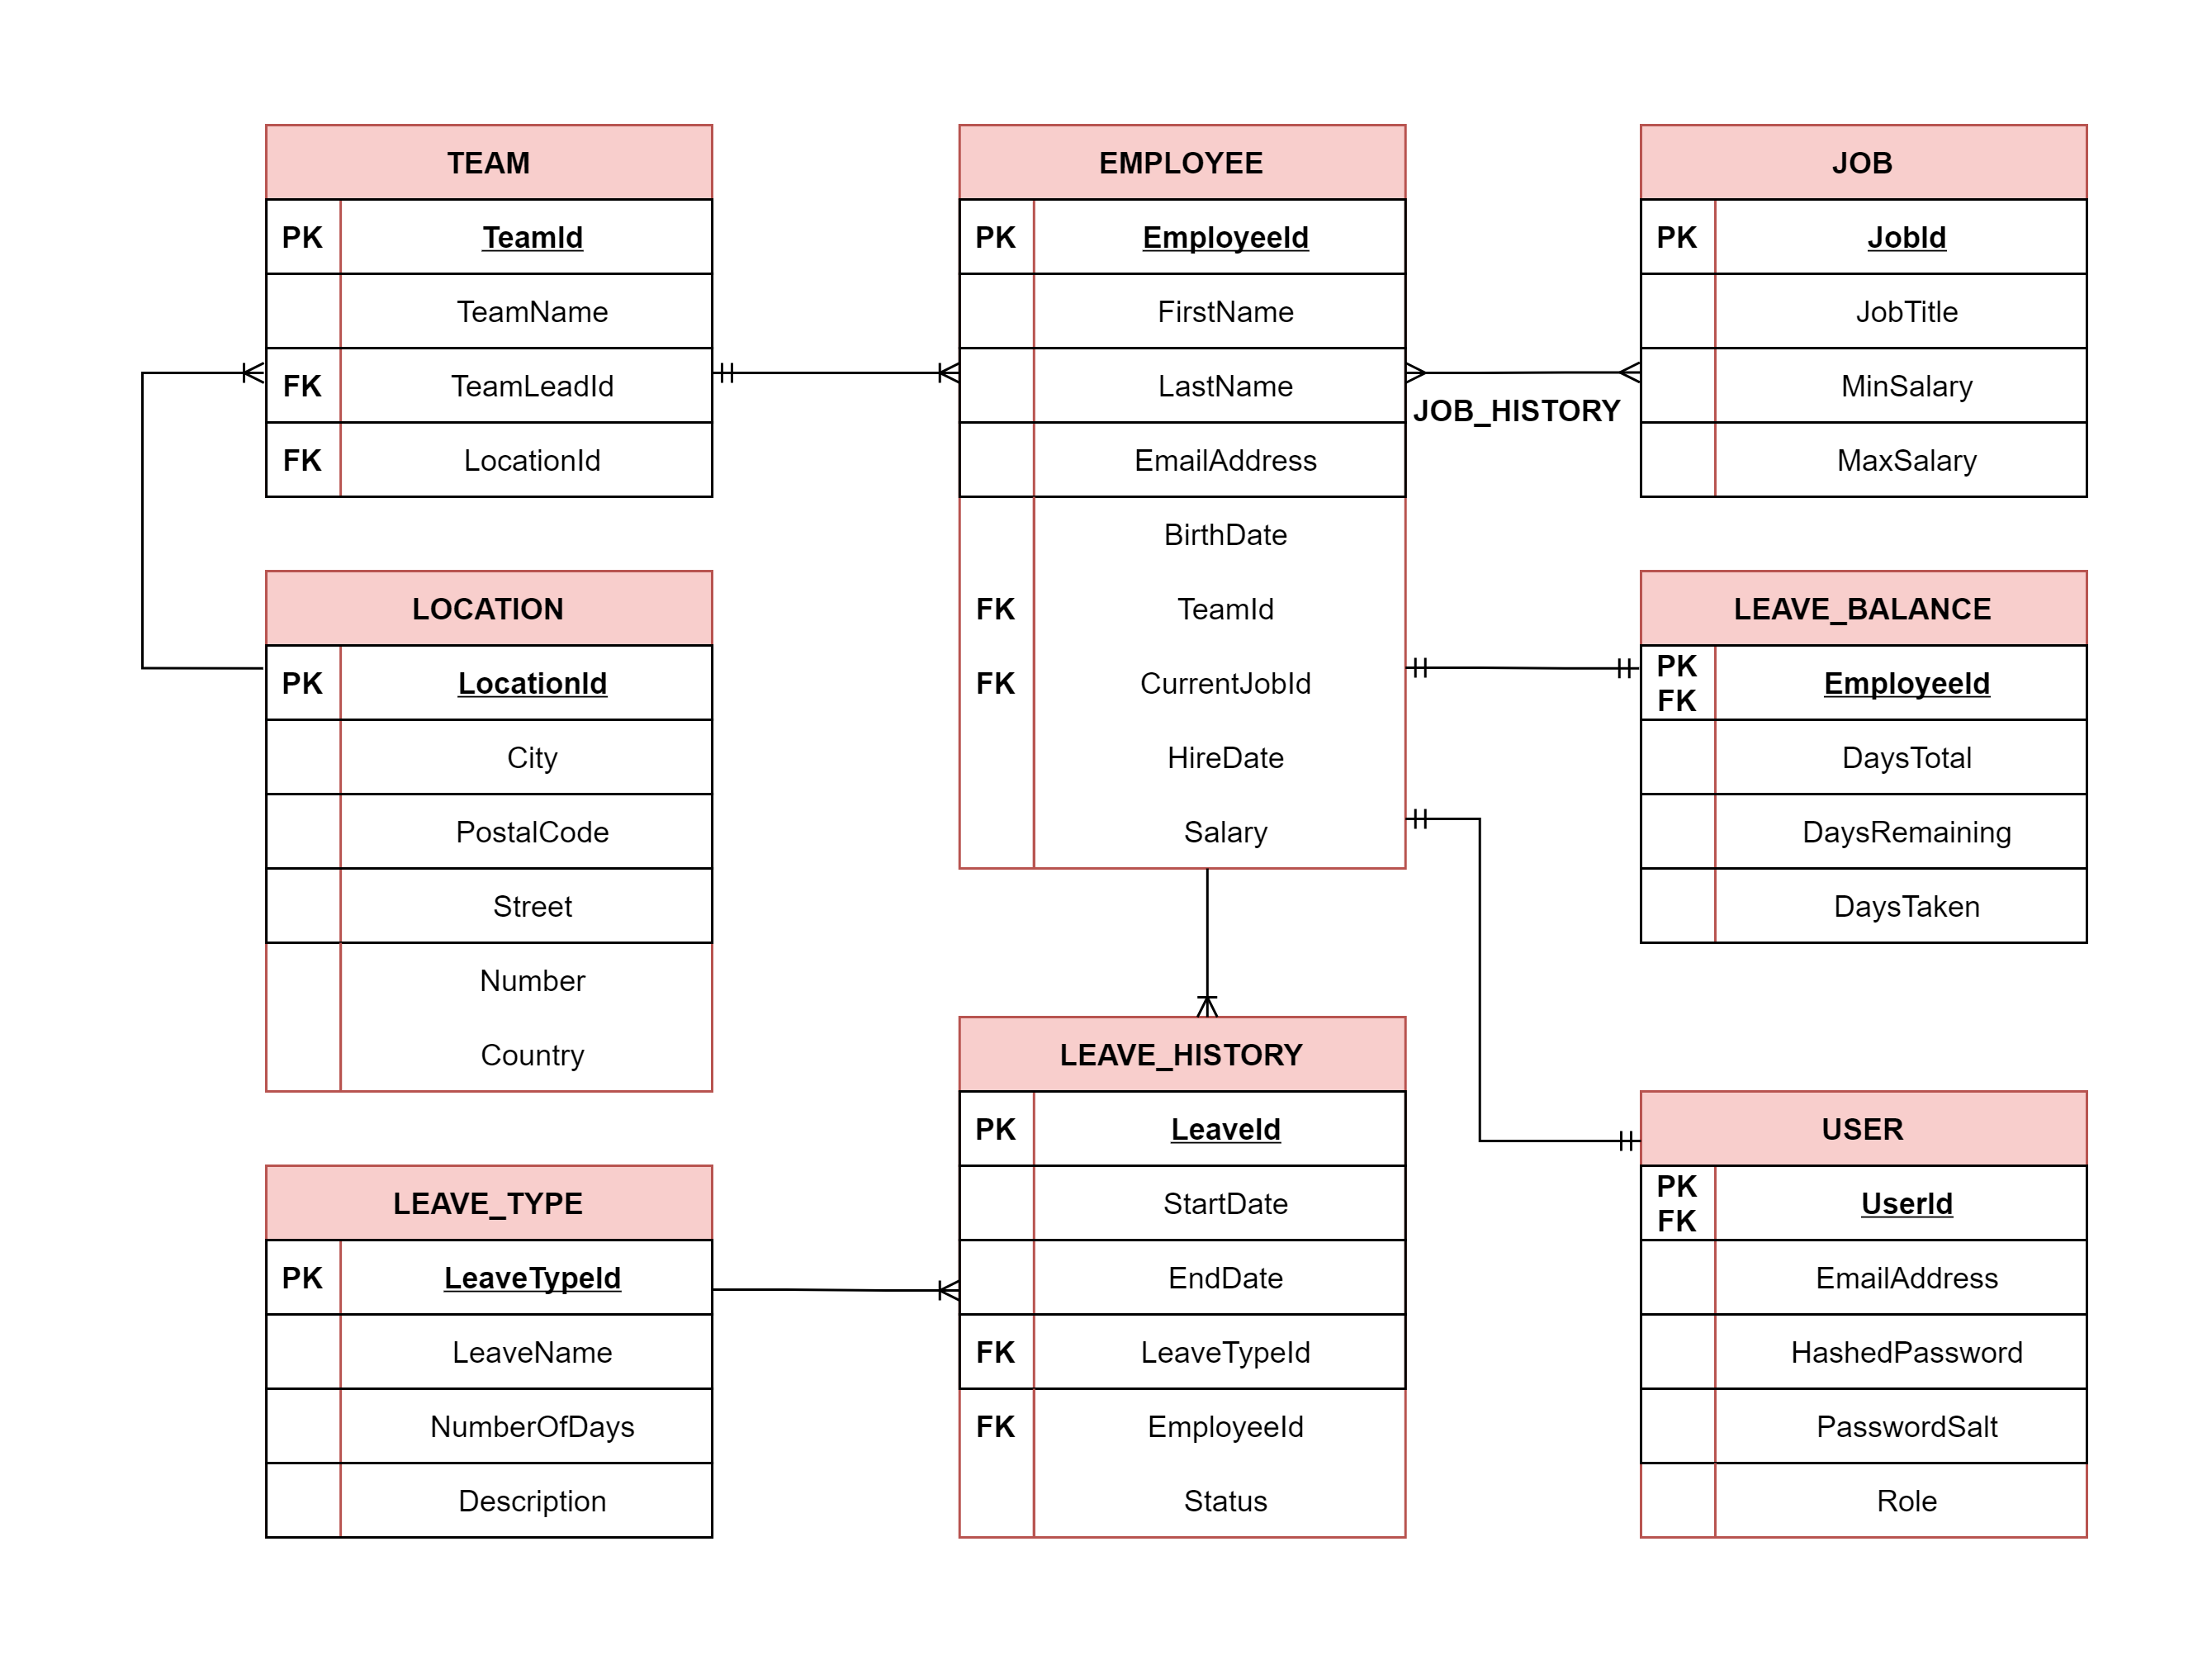 TEAM
PK TeamId
TeamName
FK TeamLeadId
FK LocationId
EMPLOYEE
PK EmployeeId
FirstName
LastName
EmailAddress
BirthDate
FK TeamId
FK CurrentJobId
HireDate
Salary
JOB_HISTORY
JOB
PK JobId
JobTitle
MinSalary
MaxSalary
LOCATION
PK LocationId
City
PostalCode
Street
Number
Country
LEAVE_BALANCE
PK
FK
EmployeeId
DaysTotal
DaysRemaining
DaysTaken
LEAVE_HISTORY
PK LeaveId
StartDate
EndDate
FK LeaveTypeId
FK EmployeeId
Status
USER
PK
FK
UserId
EmailAddress
HashedPassword
PasswordSalt
Role
LEAVE_TYPE
PK LeaveTypeId
LeaveName
NumberOfDays
Description